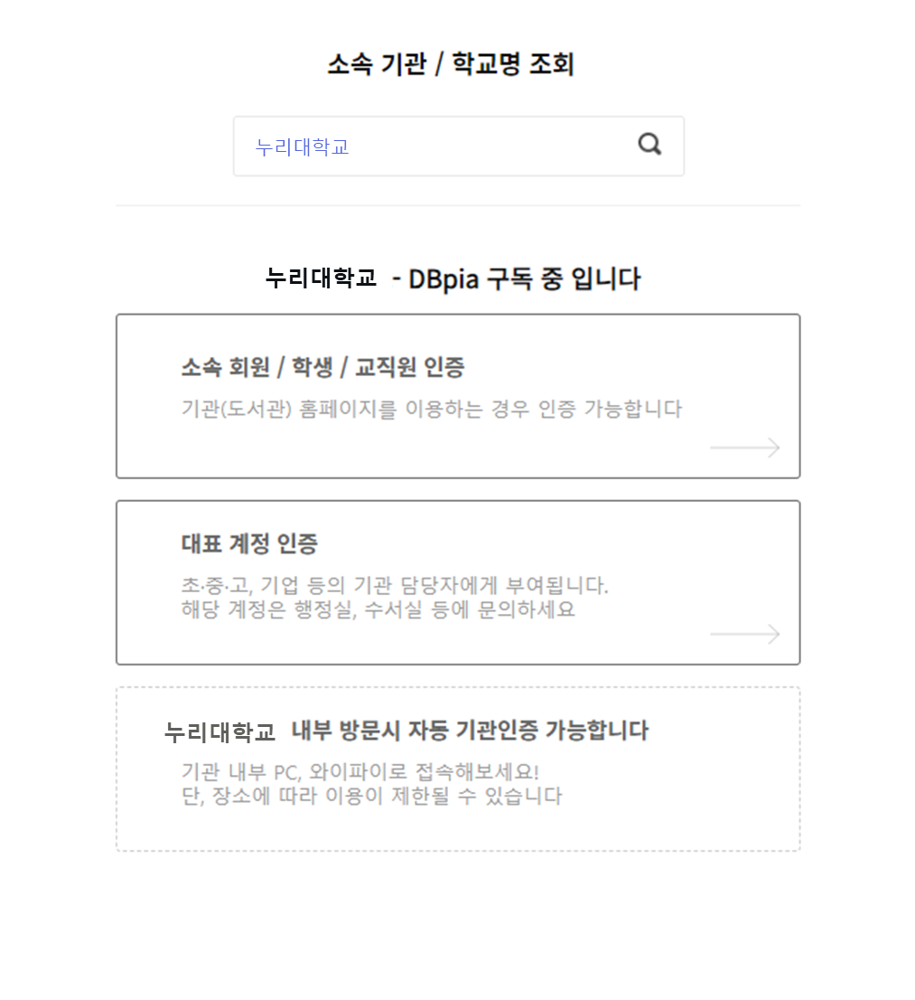 소속 기관 / 학교명 조회
누리대학교
누리대학교 - DBpia 구독 중 입니다
소속 회원 / 학생 / 교직원 인증
기관(도서관) 홈페이지를 이용하는 경우 인증 가능합니다
대표 계정 인증
초·중·고, 기업 등의 기관 담당자에게 부여됩니다.
해당 계정은 행정실, 수서실 등에 문의하세요
누리대학교 내부 방문시 자동 기관인증 가능합니다
기관 내부 PC, 와이파이로 접속해보세요!
단, 장소에 따라 이용이 제한될 수 있습니다